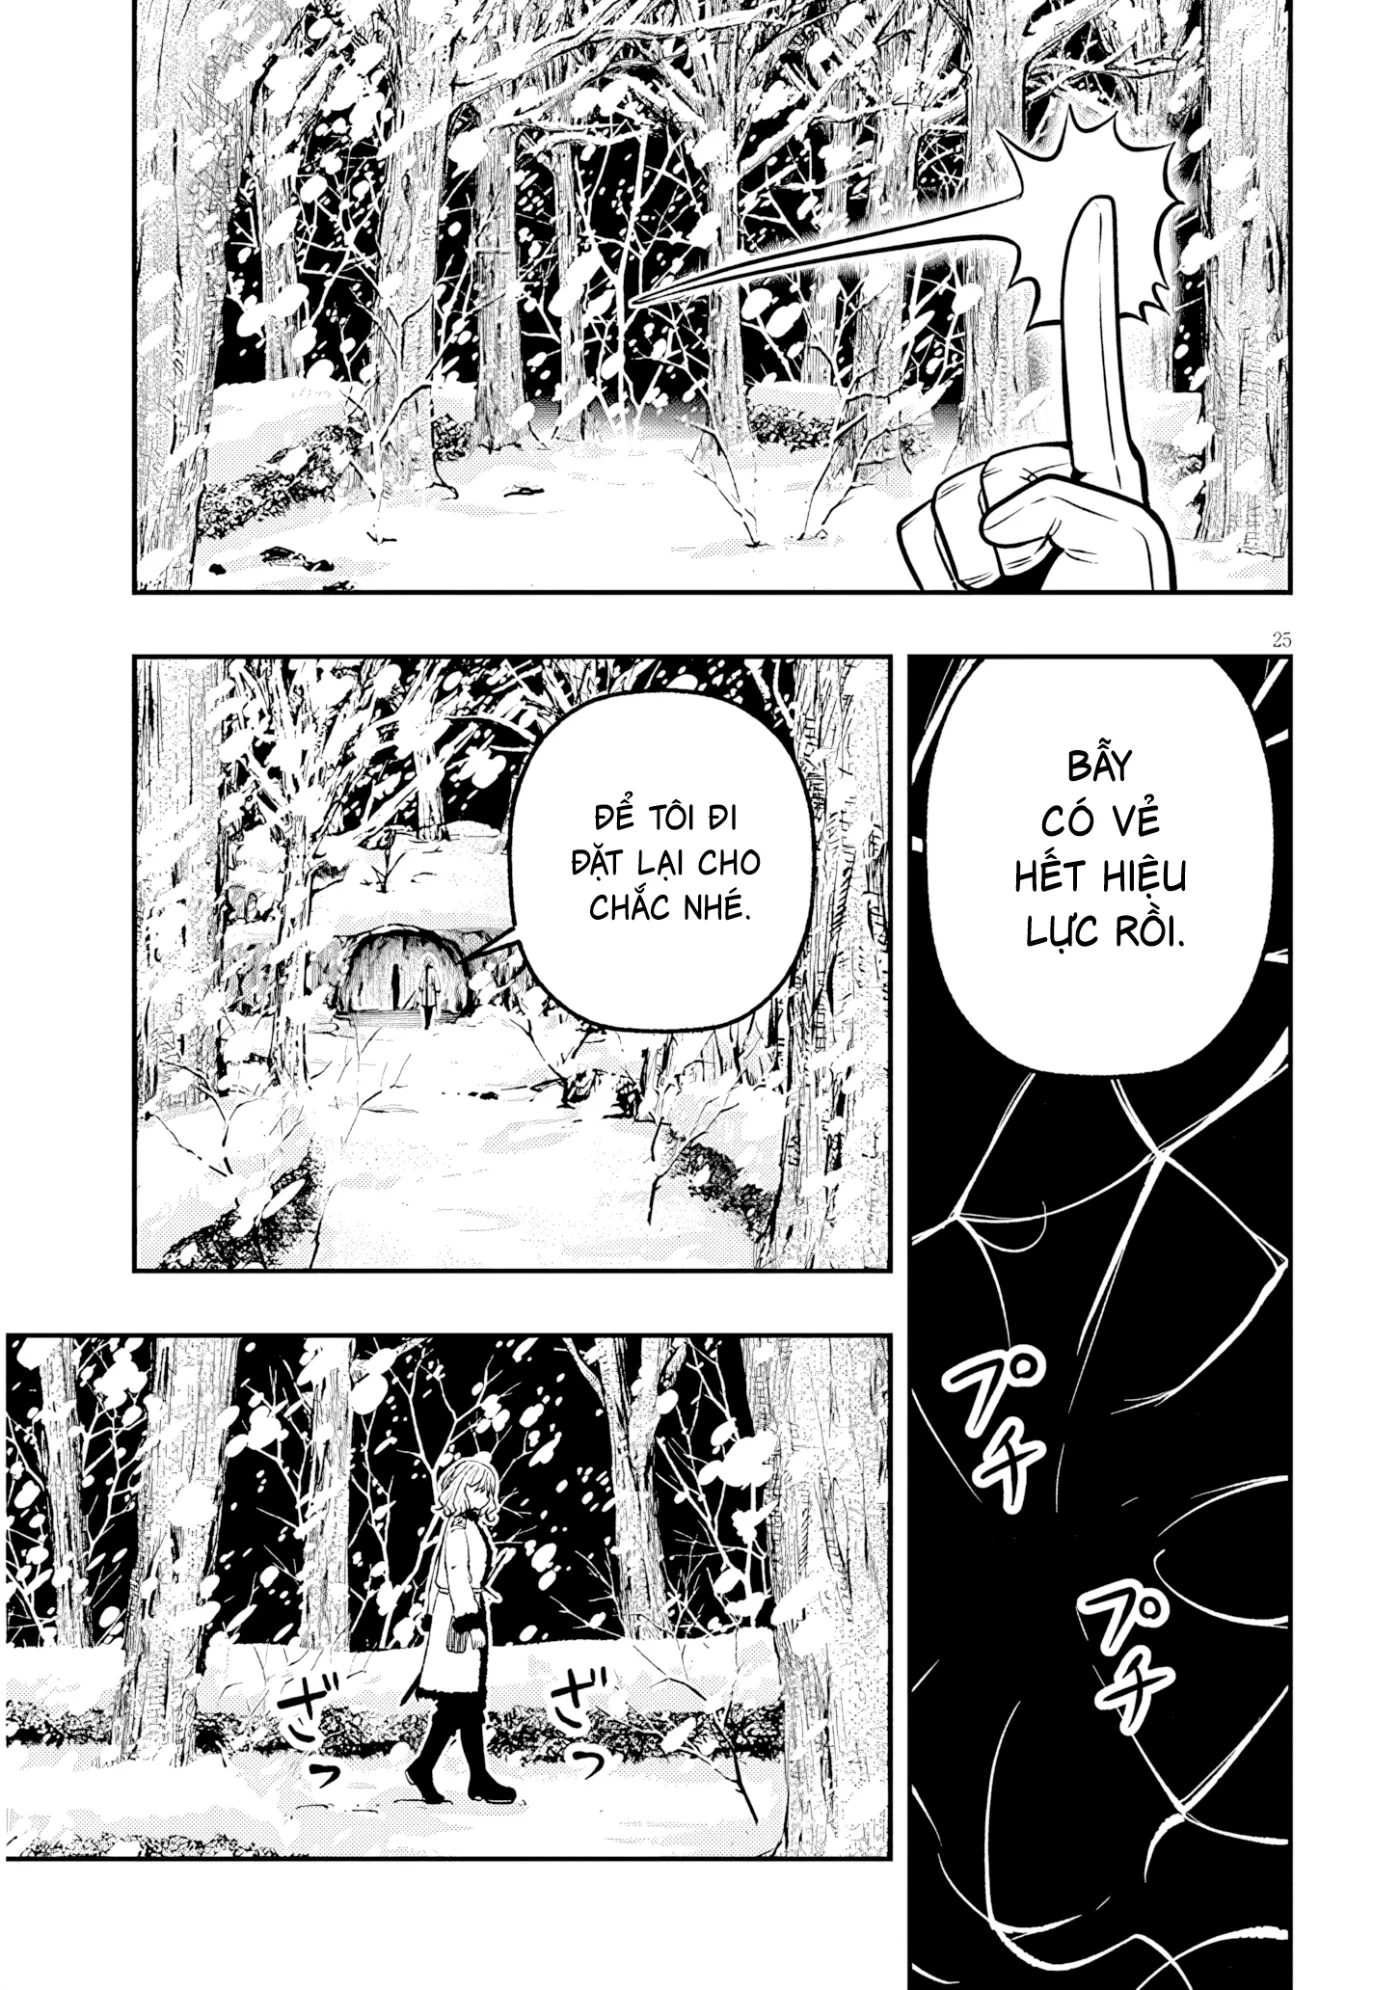 25
BẪY
CÓ VẺ
HẾT HIỆU
LỰC RỒI.
プチ
プチ
ĐỂ TÔI ĐI
ĐẶT LẠI CHO
CHẮC NHÉ.
ざっ
ざっ